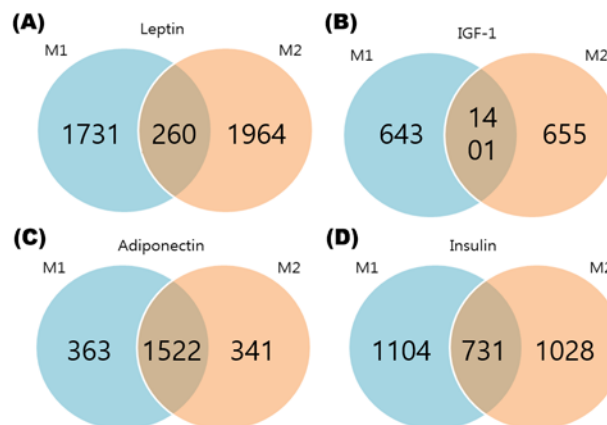 (A)
Leptin
M1
M2
1731
260
1964
(B)
IGF-1
M1
M2
643
14
01
655
(C)
Adiponectin
M1
M2
363
1522
341
(D)
Insulin
M1
M2
1104
731
1028